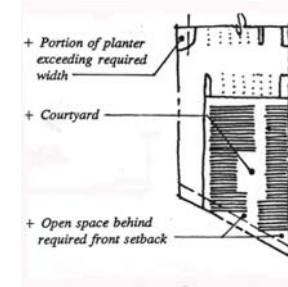 + Portion of planter
exceeding required
width
+ Courtyard
+ Open space behind
required front setback